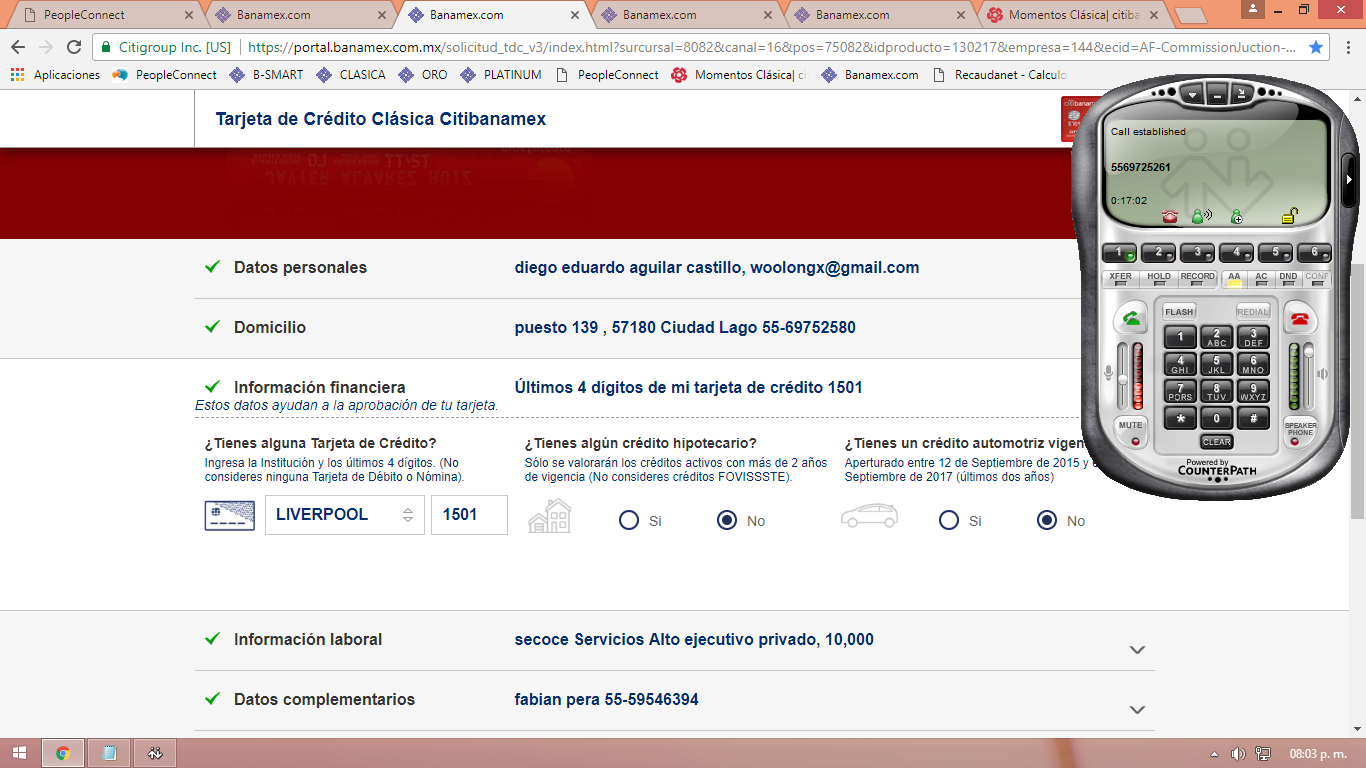 PeopleConnect
Banamex.com
Banamex.com
Banamex.com
Banamex.com
Momentos Clásica| citiba
Citigroup Inc. [US]
https://portal.banamex.com.mx/solicitud_tdc_v3/index.html?surcursal=8082&canal=16&pos=75082&idproducto=130217&empresa=144&ecid=AF-CommissionJuction-...
Aplicaciones
PeopleConnect
B-SMART
CLASICA
ORO
PLATINUM
PeopleConnect
Momentos Clásica| ci
Banamex.com
Recaudanet - Calculo
Tarjeta de Crédito Clásica Citibanamex
JAVIER ALVAREZ RUIZ
11/21
Datos personales
diego eduardo aguilar castillo, woolongx@gmail.com
Domicilio
puesto 139 , 57180 Ciudad Lago 55-69752580
Información financiera
Últimos 4 dígitos de mi tarjeta de crédito 1501
Estos datos ayudan a la aprobación de tu tarjeta.
¿Tienes alguna Tarjeta de Crédito?
Ingresa la Institución y los últimos 4 dígitos. (No
consideres ninguna Tarjeta de Débito o Nómina).
LIVERPOOL
1501
¿Tienes algún crédito hipotecario?
Sólo se valorarán los créditos activos con más de 2 años
de vigencia (No consideres créditos FOVISSSTE).
Si
No
¿Tienes un crédito automotriz vigen
Aperturado entre 12 de Septiembre de 2015 y
Septiembre de 2017 (últimos dos años)
Si
No
Información laboral
secoce Servicios Alto ejecutivo privado, 10,000
Datos complementarios
fabian pera 55-59546394
Call established
5569725261
0:17:02
1 2 3 4 5 6
XFER HOLD RECORD AA AC DND CONF
FLASH REDIAL
1 2 ABC 3 DEF
4 GHI 5 JKL 6 MNO
7 PQRS 8 TUV 9 WXYZ
* 0 #
MUTE
CLEAR
SPEAKER PHONE
Powered by
COUNTERPATH
08:03 p. m.